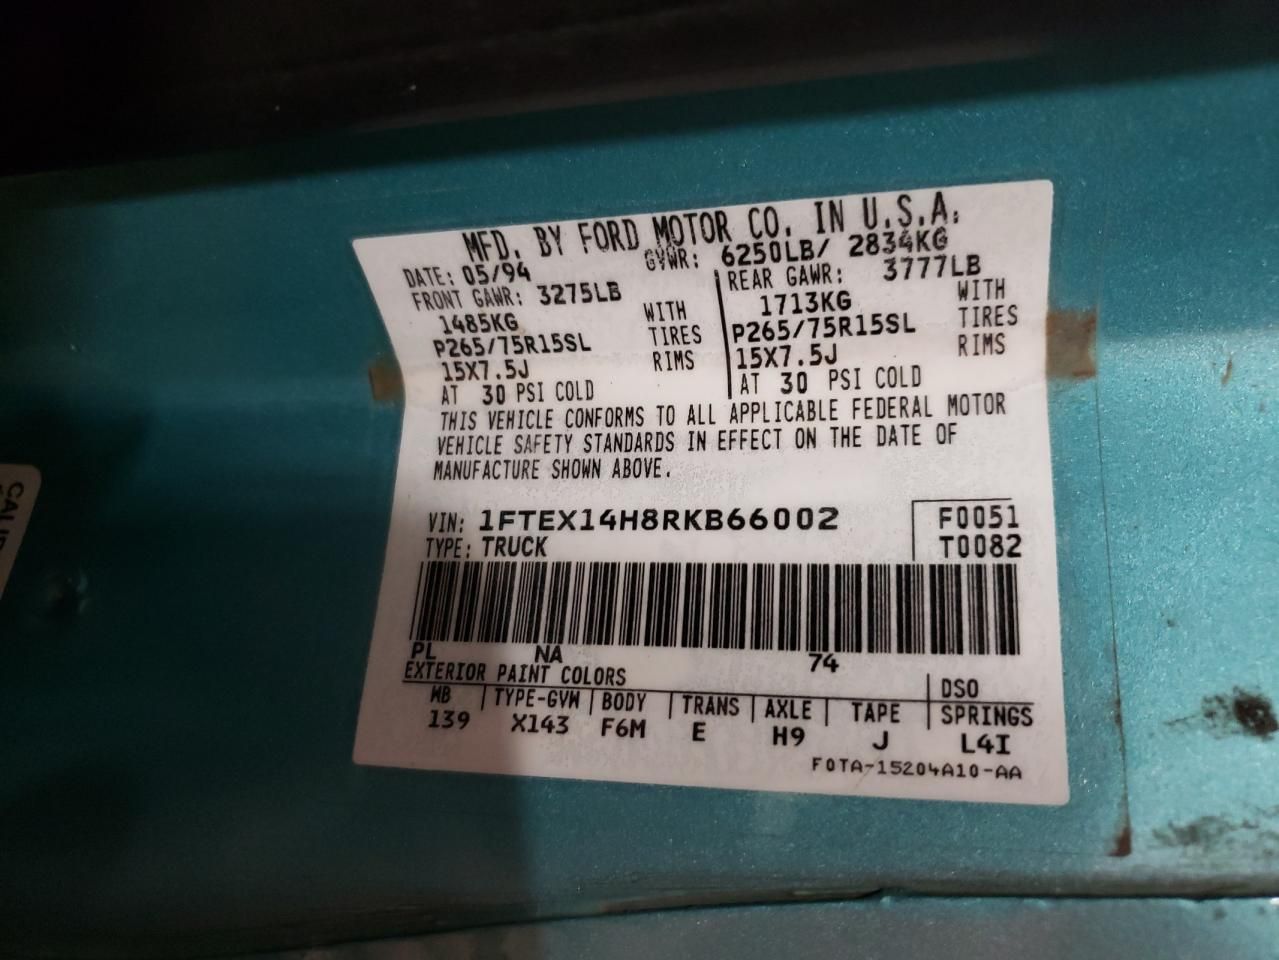 MFD. BY FORD MOTOR CO. IN U.S.A.
DATE: 05/94 GVWR: 6250LB/ 2834KG
FRONT GAWR: 3275LB REAR GAWR: 3777LB
1485KG WITH 1713KG WITH
P265/75R15SL TIRES P265/75R15SL TIRES
15X7.5J RIMS 15X7.5J RIMS
AT 30 PSI COLD AT 30 PSI COLD
THIS VEHICLE CONFORMS TO ALL APPLICABLE FEDERAL MOTOR
VEHICLE SAFETY STANDARDS IN EFFECT ON THE DATE OF
MANUFACTURE SHOWN ABOVE.
VIN: 1FTEX14H8RKB66002 F0051
TYPE: TRUCK T0082
PL NA 74
EXTERIOR PAINT COLORS DSO
WB TYPE-GVW BODY TRANS AXLE TAPE SPRINGS
139 X143 F6M E H9 J L4I
F0TA-15204A10-AA